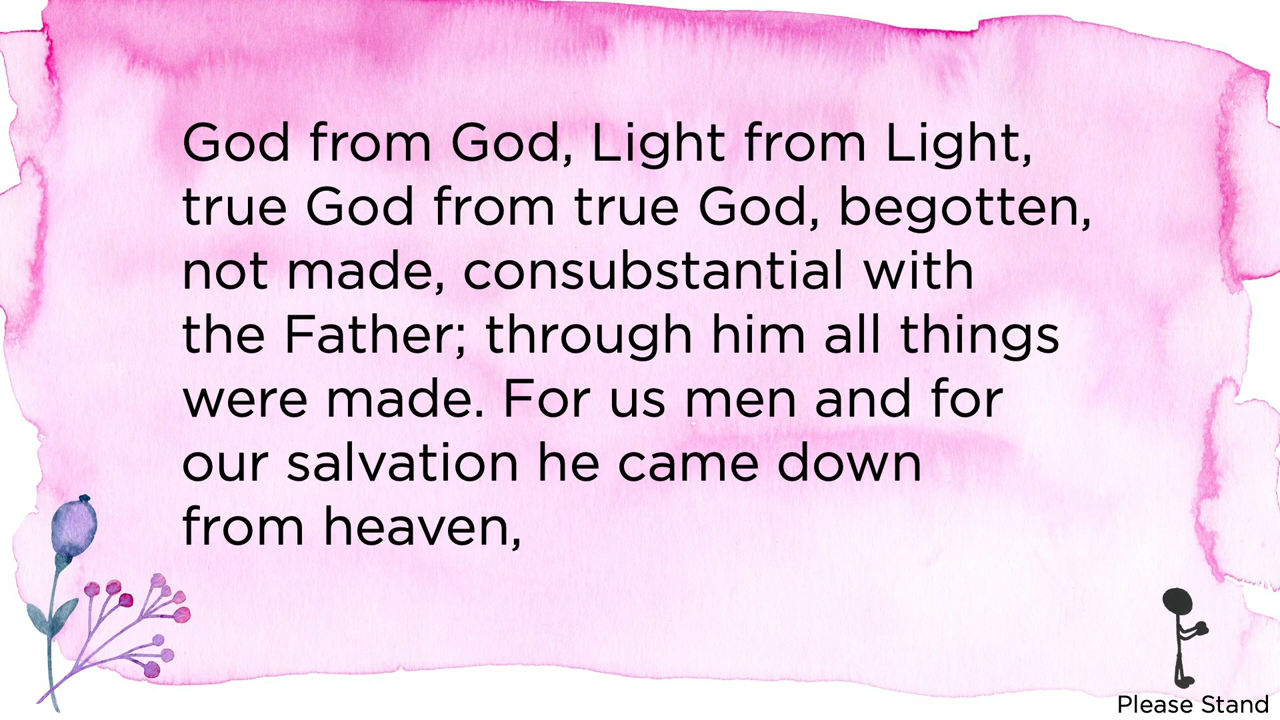 God from God, Light from Light,
true God from true God, begotten,
not made, consubstantial with
the Father; through him all things
were made. For us men and for
our salvation he came down
from heaven,
Please Stand